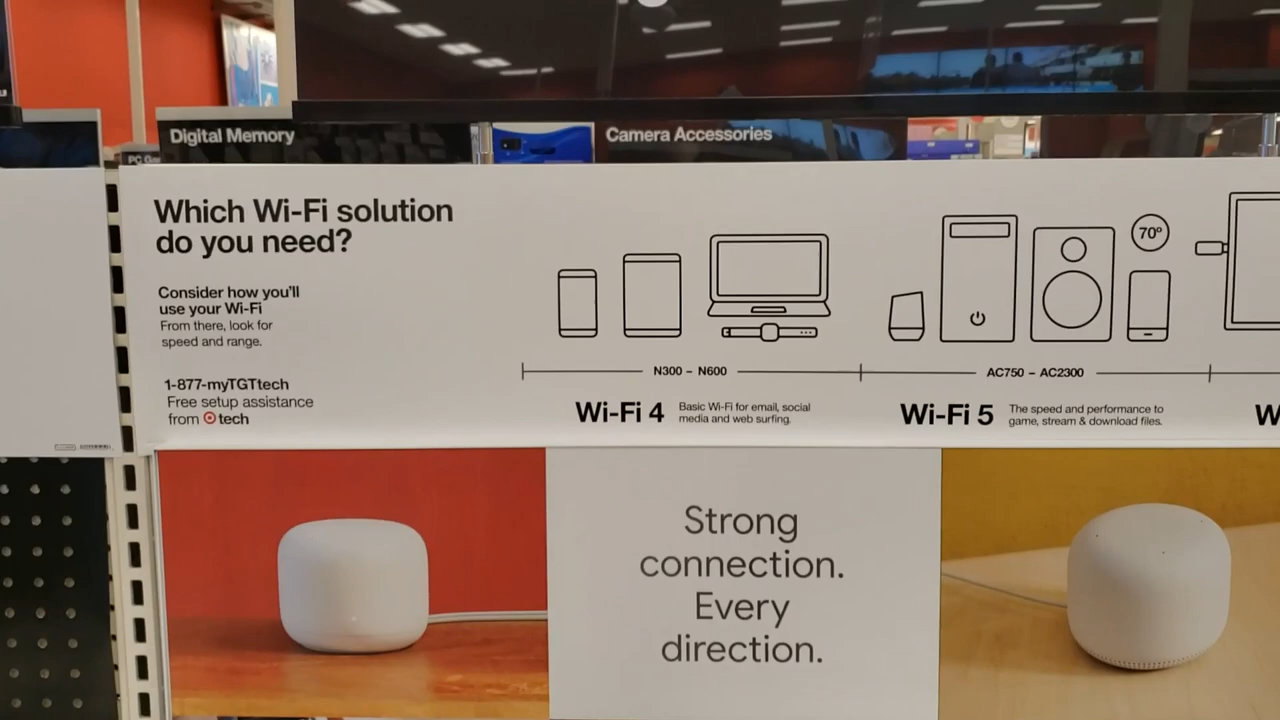 Digital Memory
Camera Accessories
Which Wi-Fi solution
do you need?
Consider how you'll
use your Wi-Fi
From there, look for
speed and range.
1-877-myTGTtech
Free setup assistance
from tech
70°
N300 – N600
Wi-Fi 4
Basic Wi-Fi for email, social
media and web surfing.
AC750 – AC2300
Wi-Fi 5
The speed and performance to
game, stream & download files.
W
Strong
connection.
Every
direction.